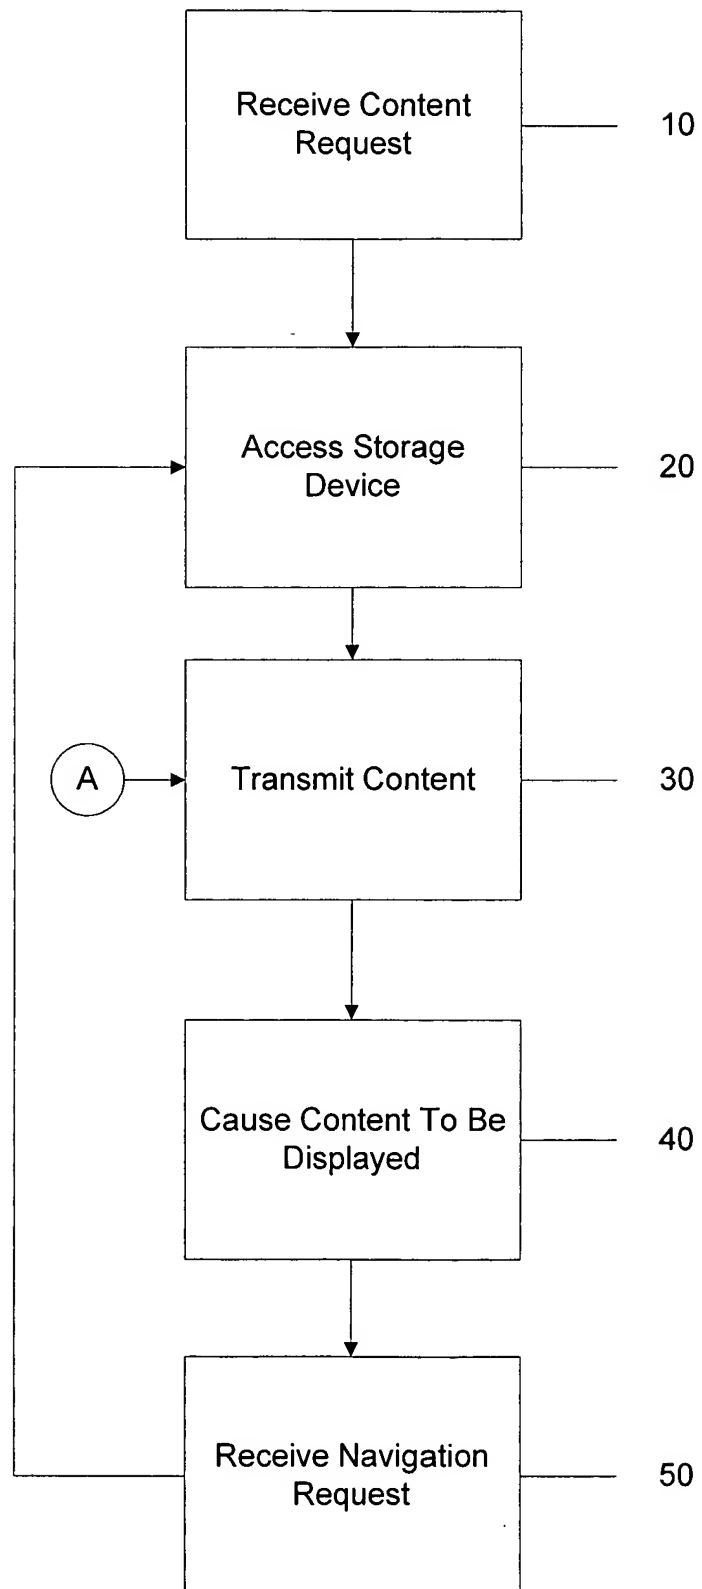 Receive Content
Request
10
Access Storage
Device
20
A
Transmit Content
30
Cause Content To Be
Displayed
40
Receive Navigation
Request
50